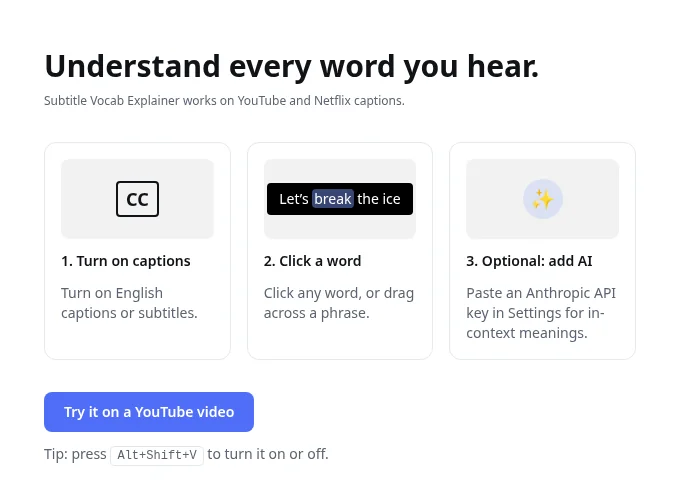 Understand every word you hear.
Subtitle Vocab Explainer works on YouTube and Netflix captions.
CC
1. Turn on captions
Turn on English
captions or subtitles.
Let’s break the ice
2. Click a word
Click any word, or drag
across a phrase.
3. Optional: add AI
Paste an Anthropic API
key in Settings for in-
context meanings.
Try it on a YouTube video
Tip: press Alt+Shift+V to turn it on or off.